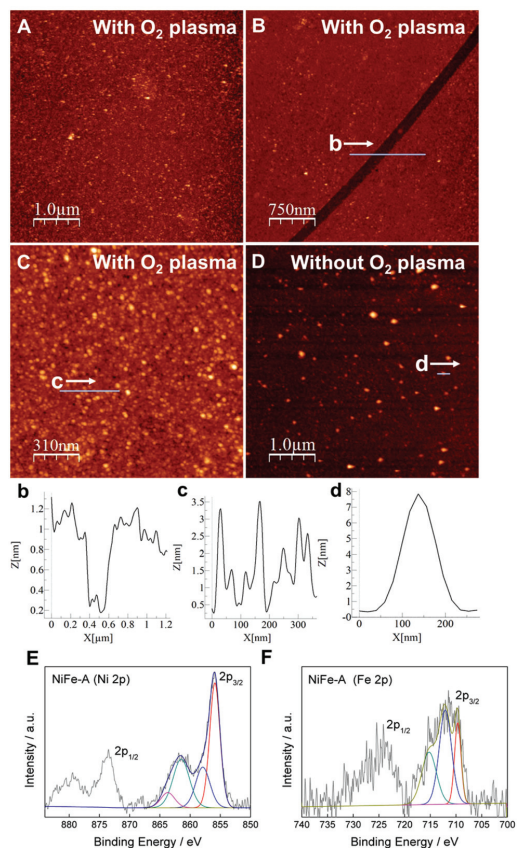 A With O₂ plasma
B With O₂ plasma
b
1.0μm
750nm
C With O₂ plasma
D Without O₂ plasma
c
d
310nm
1.0μm
b
c
d
Z[nm]
1.2
1.0
0.8
0.6
0.4
0.2
0 0.2 0.4 0.6 0.8 1 1.2
X[μm]
Z[nm]
3.5
3.0
2.5
2.0
1.5
1.0
0.5
0 100 200 300
X[nm]
Z[nm]
8
7
6
5
4
3
2
1
0
0 100 200
X[nm]
E
NiFe-A (Ni 2p)
2p3/2
2p1/2
Intensity / a.u.
880 875 870 865 860 855 850
Binding Energy / eV
F
NiFe-A (Fe 2p)
2p3/2
2p1/2
Intensity / a.u.
740 730 720 710 700
Binding Energy / eV